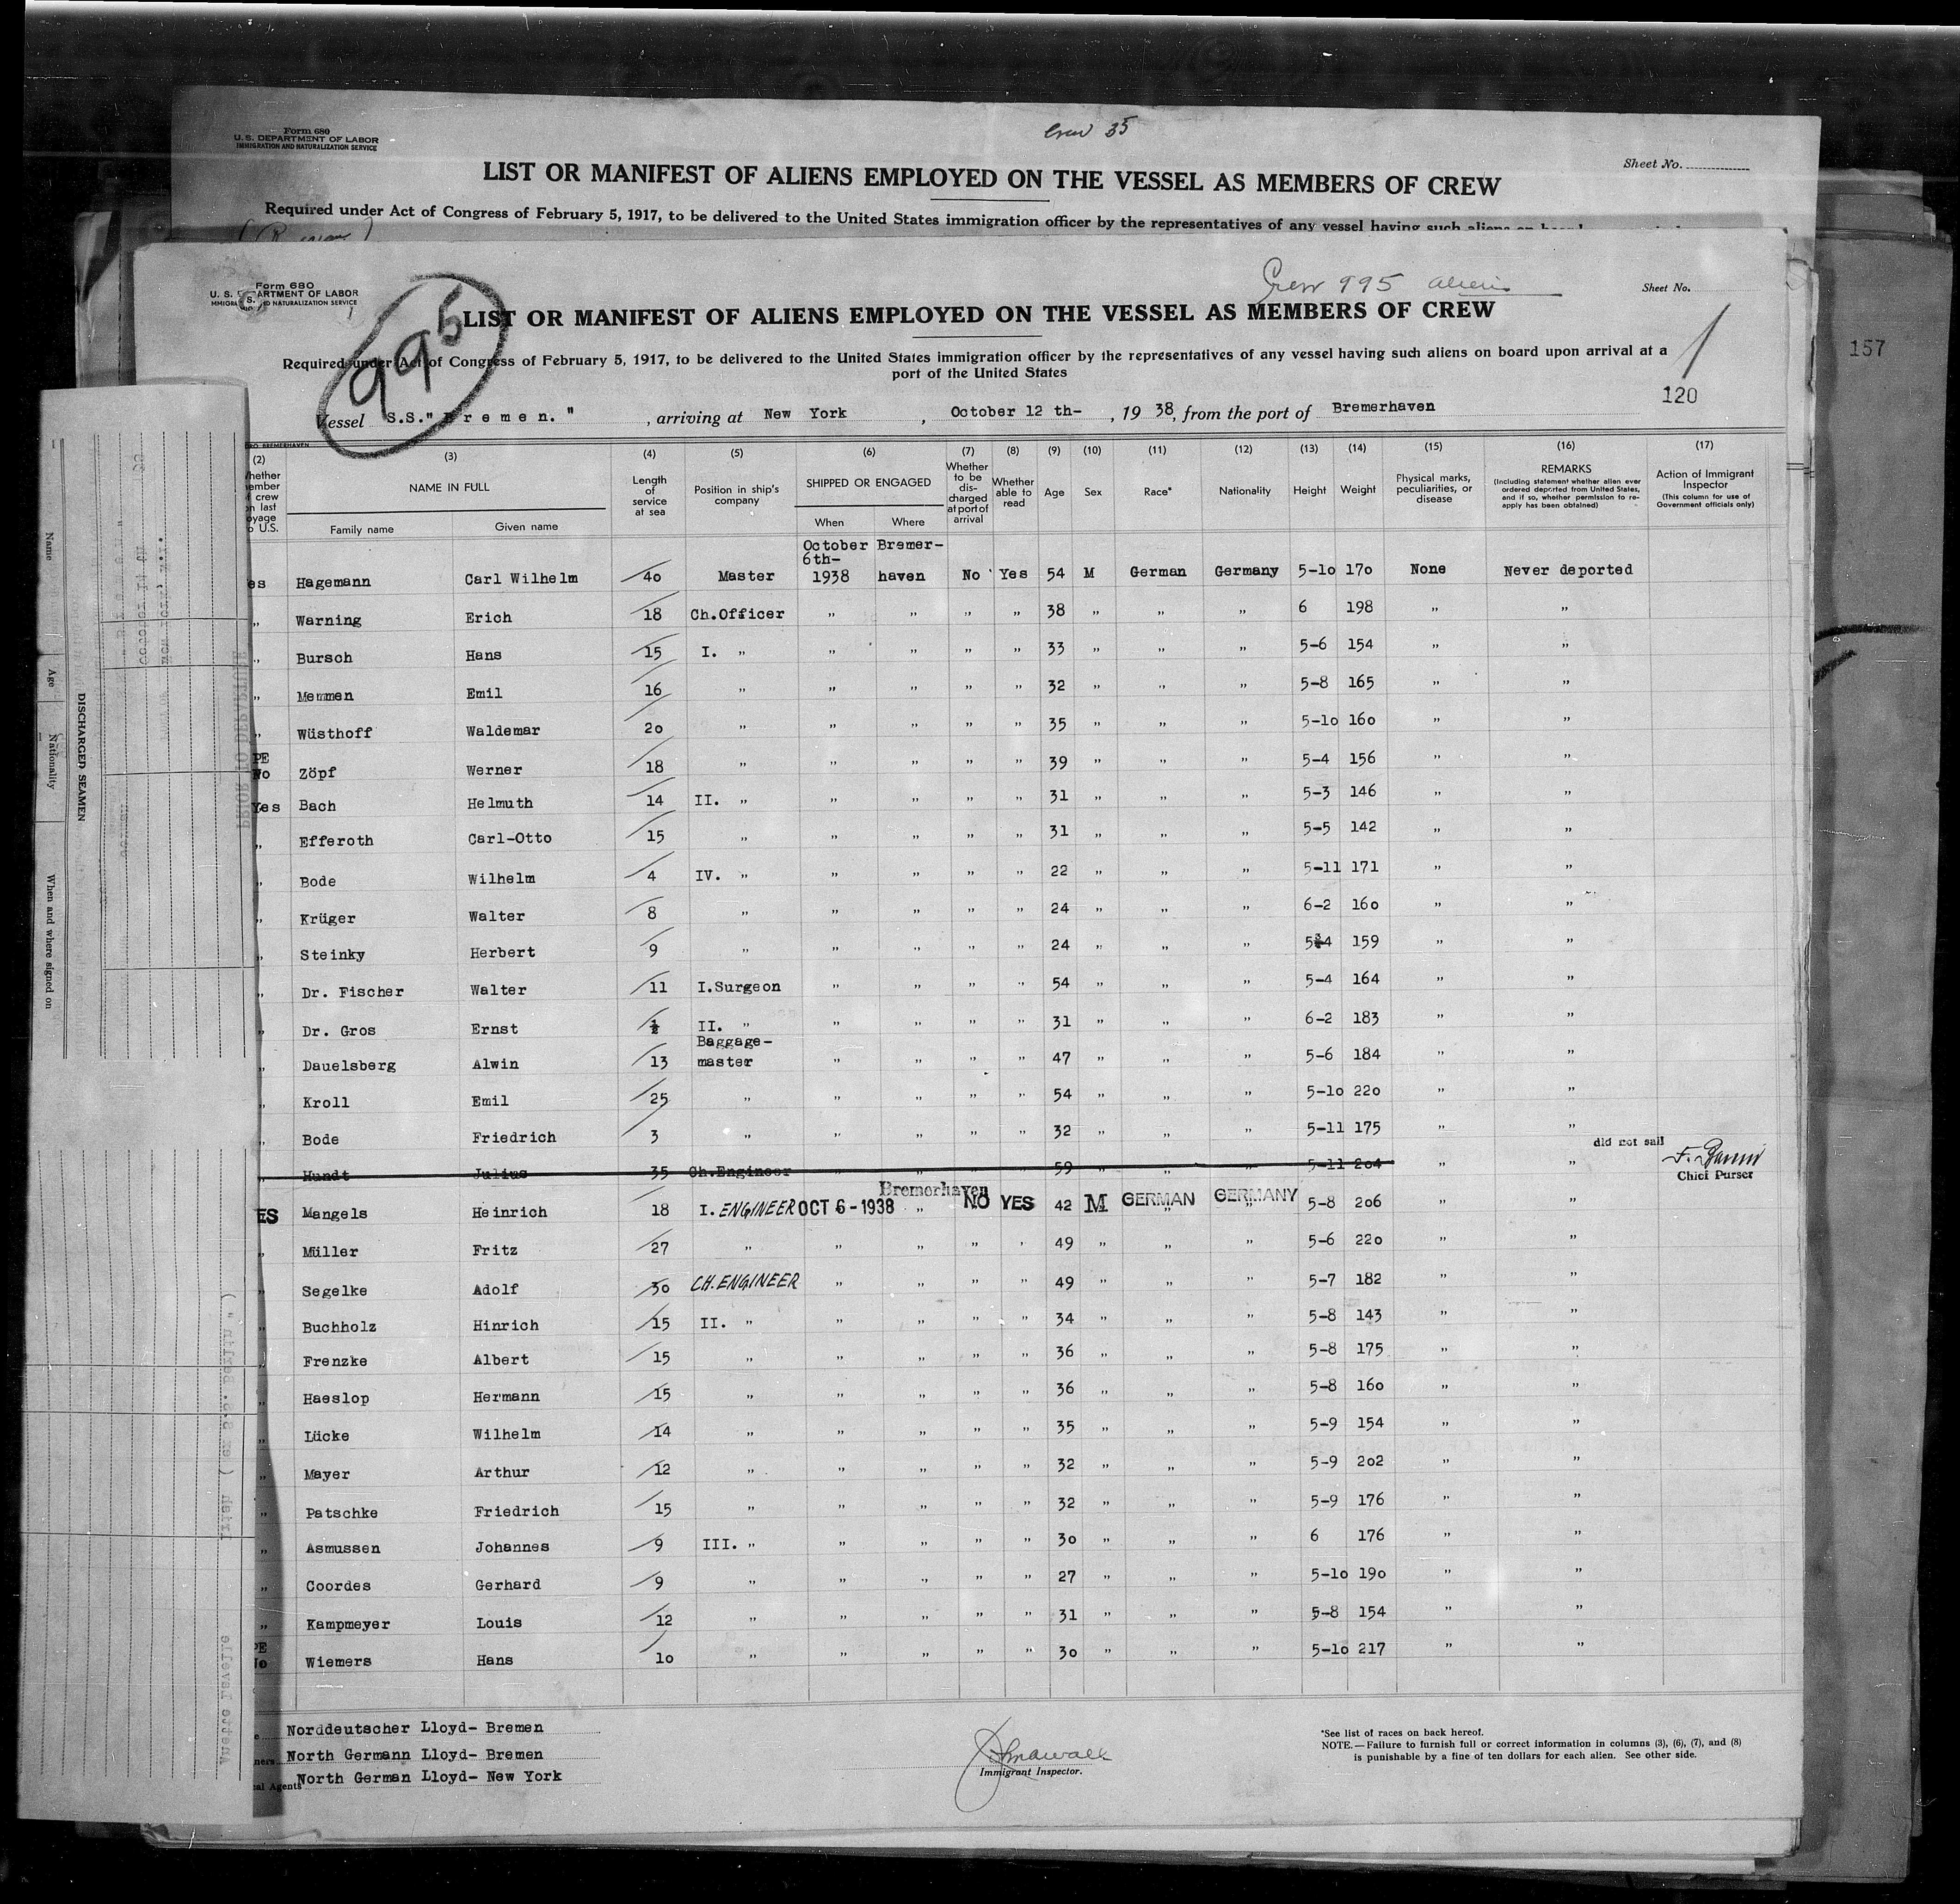 Form 680
U. S. DEPARTMENT OF LABOR
IMMIGRATION AND NATURALIZATION SERVICE
Crew 35
Sheet No.
LIST OR MANIFEST OF ALIENS EMPLOYED ON THE VESSEL AS MEMBERS OF CREW
Required under Act of Congress of February 5, 1917, to be delivered to the United States immigration officer by the representatives of any vessel having such aliens on board
Form 680
U. S. DEPARTMENT OF LABOR
IMMIGRATION AND NATURALIZATION SERVICE
995
Crew 995 aliens
Sheet No.
LIST OR MANIFEST OF ALIENS EMPLOYED ON THE VESSEL AS MEMBERS OF CREW
Required under Act of Congress of February 5, 1917, to be delivered to the United States immigration officer by the representatives of any vessel having such aliens on board upon arrival at a
port of the United States
157
120
Vessel S.S." B r e m e n. " , arriving at New York , October 12 th- , 19 38, from the port of Bremerhaven
(2) (3) (4) (5) (6) (7) (8) (9) (10) (11) (12) (13) (14) (15) (16) (17)
NAME IN FULL
Family name Given name
Length of service at sea
Position in ship's company
SHIPPED OR ENGAGED
When Where
Whether to be discharged at port of arrival
Whether able to read
Age
Sex
Race*
Nationality
Height
Weight
Physical marks, peculiarities, or disease
REMARKS
(Including statement whether alien ever ordered deported from United States, and if so, whether permission to reapply has been obtained)
Action of Immigrant Inspector
(This column for use of Government officials only)
October Bremer-
6th-
es Hagemann Carl Wilhelm 40 Master 1938 haven No Yes 54 M German Germany 5-10 170 None Never deported
" Warning Erich 18 Ch.Officer " " " " 38 " " " 6 198 " "
" Bursch Hans 15 I. " " " " " 33 " " " 5-6 154 " "
" Memmen Emil 16 " " " " " 32 " " " 5-8 165 " "
" Wüsthoff Waldemar 20 " " " " " 35 " " " 5-10 160 " "
PE
No Zöpf Werner 18 " " " " " 39 " " " 5-4 156 " "
Yes Bach Helmuth 14 II. " " " " " 31 " " " 5-3 146 " "
" Efferoth Carl-Otto 15 " " " " " 31 " " " 5-5 142 " "
" Bode Wilhelm 4 IV. " " " " " 22 " " " 5-11 171 " "
" Krüger Walter 8 " " " " " 24 " " " 6-2 160 " "
" Steinky Herbert 9 " " " " " 24 " " " 5-4 159 " "
" Dr. Fischer Walter 11 I.Surgeon " " " " 54 " " " 5-4 164 " "
" Dr. Gros Ernst ½ II. " " " " " 31 " " " 6-2 183 " "
Baggage-
" Dauelsberg Alwin 13 master " " " " 47 " " " 5-6 184 " "
" Kroll Emil 25 " " " " " 54 " " " 5-10 220 " "
" Bode Friedrich 3 " " " " " 32 " " " 5-11 175 " "
did not sail
" Hundt Julius 35 Ch.Engineer " " " " 59 " " " 5-11 204 " "
Chief Purser
Bremerhaven
ES Mangels Heinrich 18 I. ENGINEER OCT 6-1938 " NO YES 42 M GERMAN GERMANY 5-8 206 " "
" Müller Fritz 27 " " " " " 49 " " " 5-6 220 " "
" Segelke Adolf 30 CH.ENGINEER " " " " 49 " " " 5-7 182 " "
" Buchholz Hinrich 15 II. " " " " " 34 " " " 5-8 143 " "
" Frenzke Albert 15 " " " " " 36 " " " 5-8 175 " "
" Haeslop Hermann 15 " " " " " 36 " " " 5-8 160 " "
" Lücke Wilhelm 14 " " " " " 35 " " " 5-9 154 " "
" Mayer Arthur 12 " " " " " 32 " " " 5-9 202 " "
" Patschke Friedrich 15 " " " " " 32 " " " 5-9 176 " "
" Asmussen Johannes 9 III. " " " " " 30 " " " 6 176 " "
" Coordes Gerhard 9 " " " " " 27 " " " 5-10 190 " "
" Kampmeyer Louis 12 " " " " " 31 " " " 5-8 154 " "
PE
No Wiemers Hans 10 " " " " " 30 " " " 5-10 217 " "
Norddeutscher Lloyd- Bremen
North Germann Lloyd- Bremen
al Agents North German Lloyd- New York
Immigrant Inspector.
*See list of races on back hereof.
NOTE.—Failure to furnish full or correct information in columns (3), (6), (7), and (8)
is punishable by a fine of ten dollars for each alien. See other side.
Name
Age
Nationality
When and where signed on
DISCHARGED SEAMEN